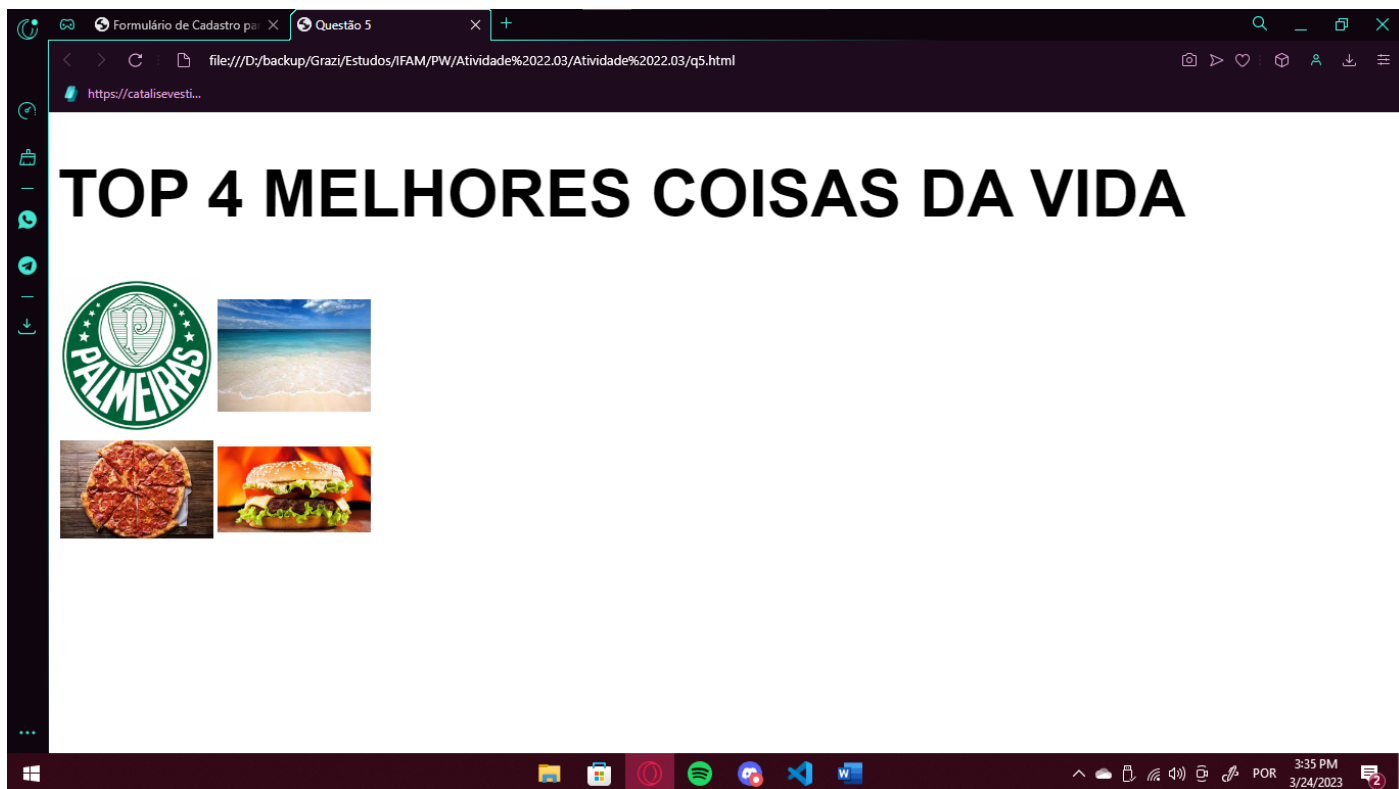 Formulário de Cadastro pa
Questão 5
file:///D:/backup/Grazi/Estudos/IFAM/PW/Atividade%2022.03/Atividade%2022.03/q5.html
https://catalisevesti...
TOP 4 MELHORES COISAS DA VIDA
P
PALMEIRAS
W
POR
3:35 PM
3/24/2023
2